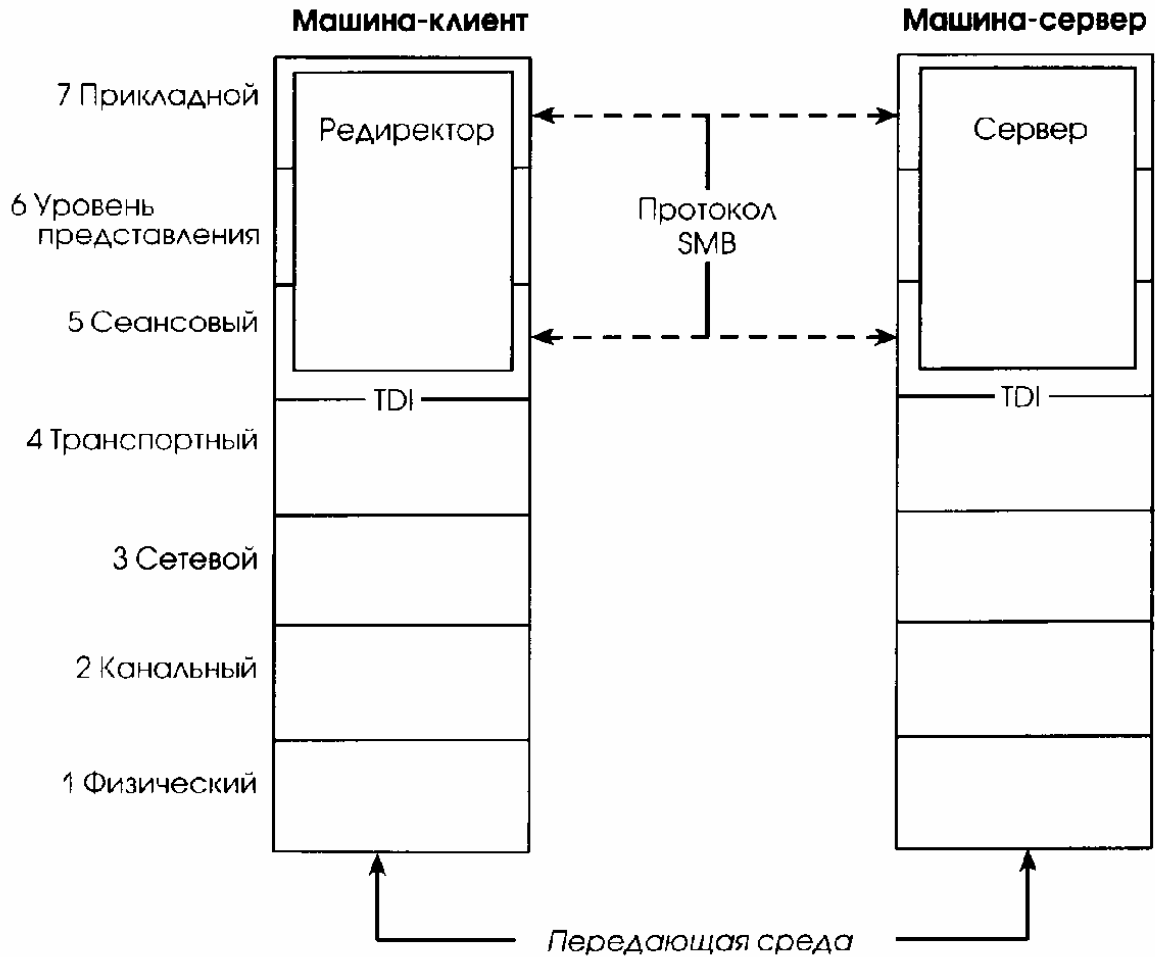 Машина-клиент
Машина-сервер
7 Прикладной
Редиректор
Сервер
6 Уровень
представления
Протокол
SMB
5 Сеансовый
TDI
TDI
4 Транспортный
3 Сетевой
2 Канальный
1 Физический
Передающая среда